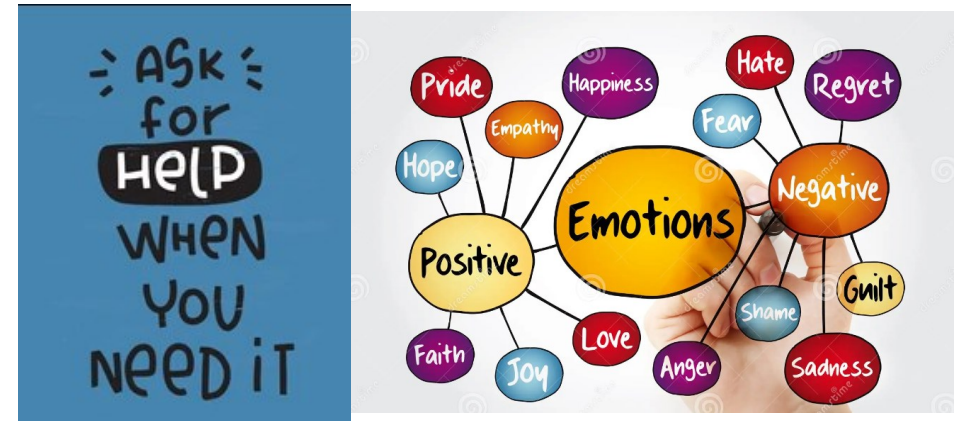 ASK
for
HELP
WHEN
YOU
NEED iT
Pride
Happiness
Empathy
Hope
Positive
Faith
Joy
Love
Emotions
Hate
Regret
Fear
Negative
Guilt
Shame
Anger
Sadness